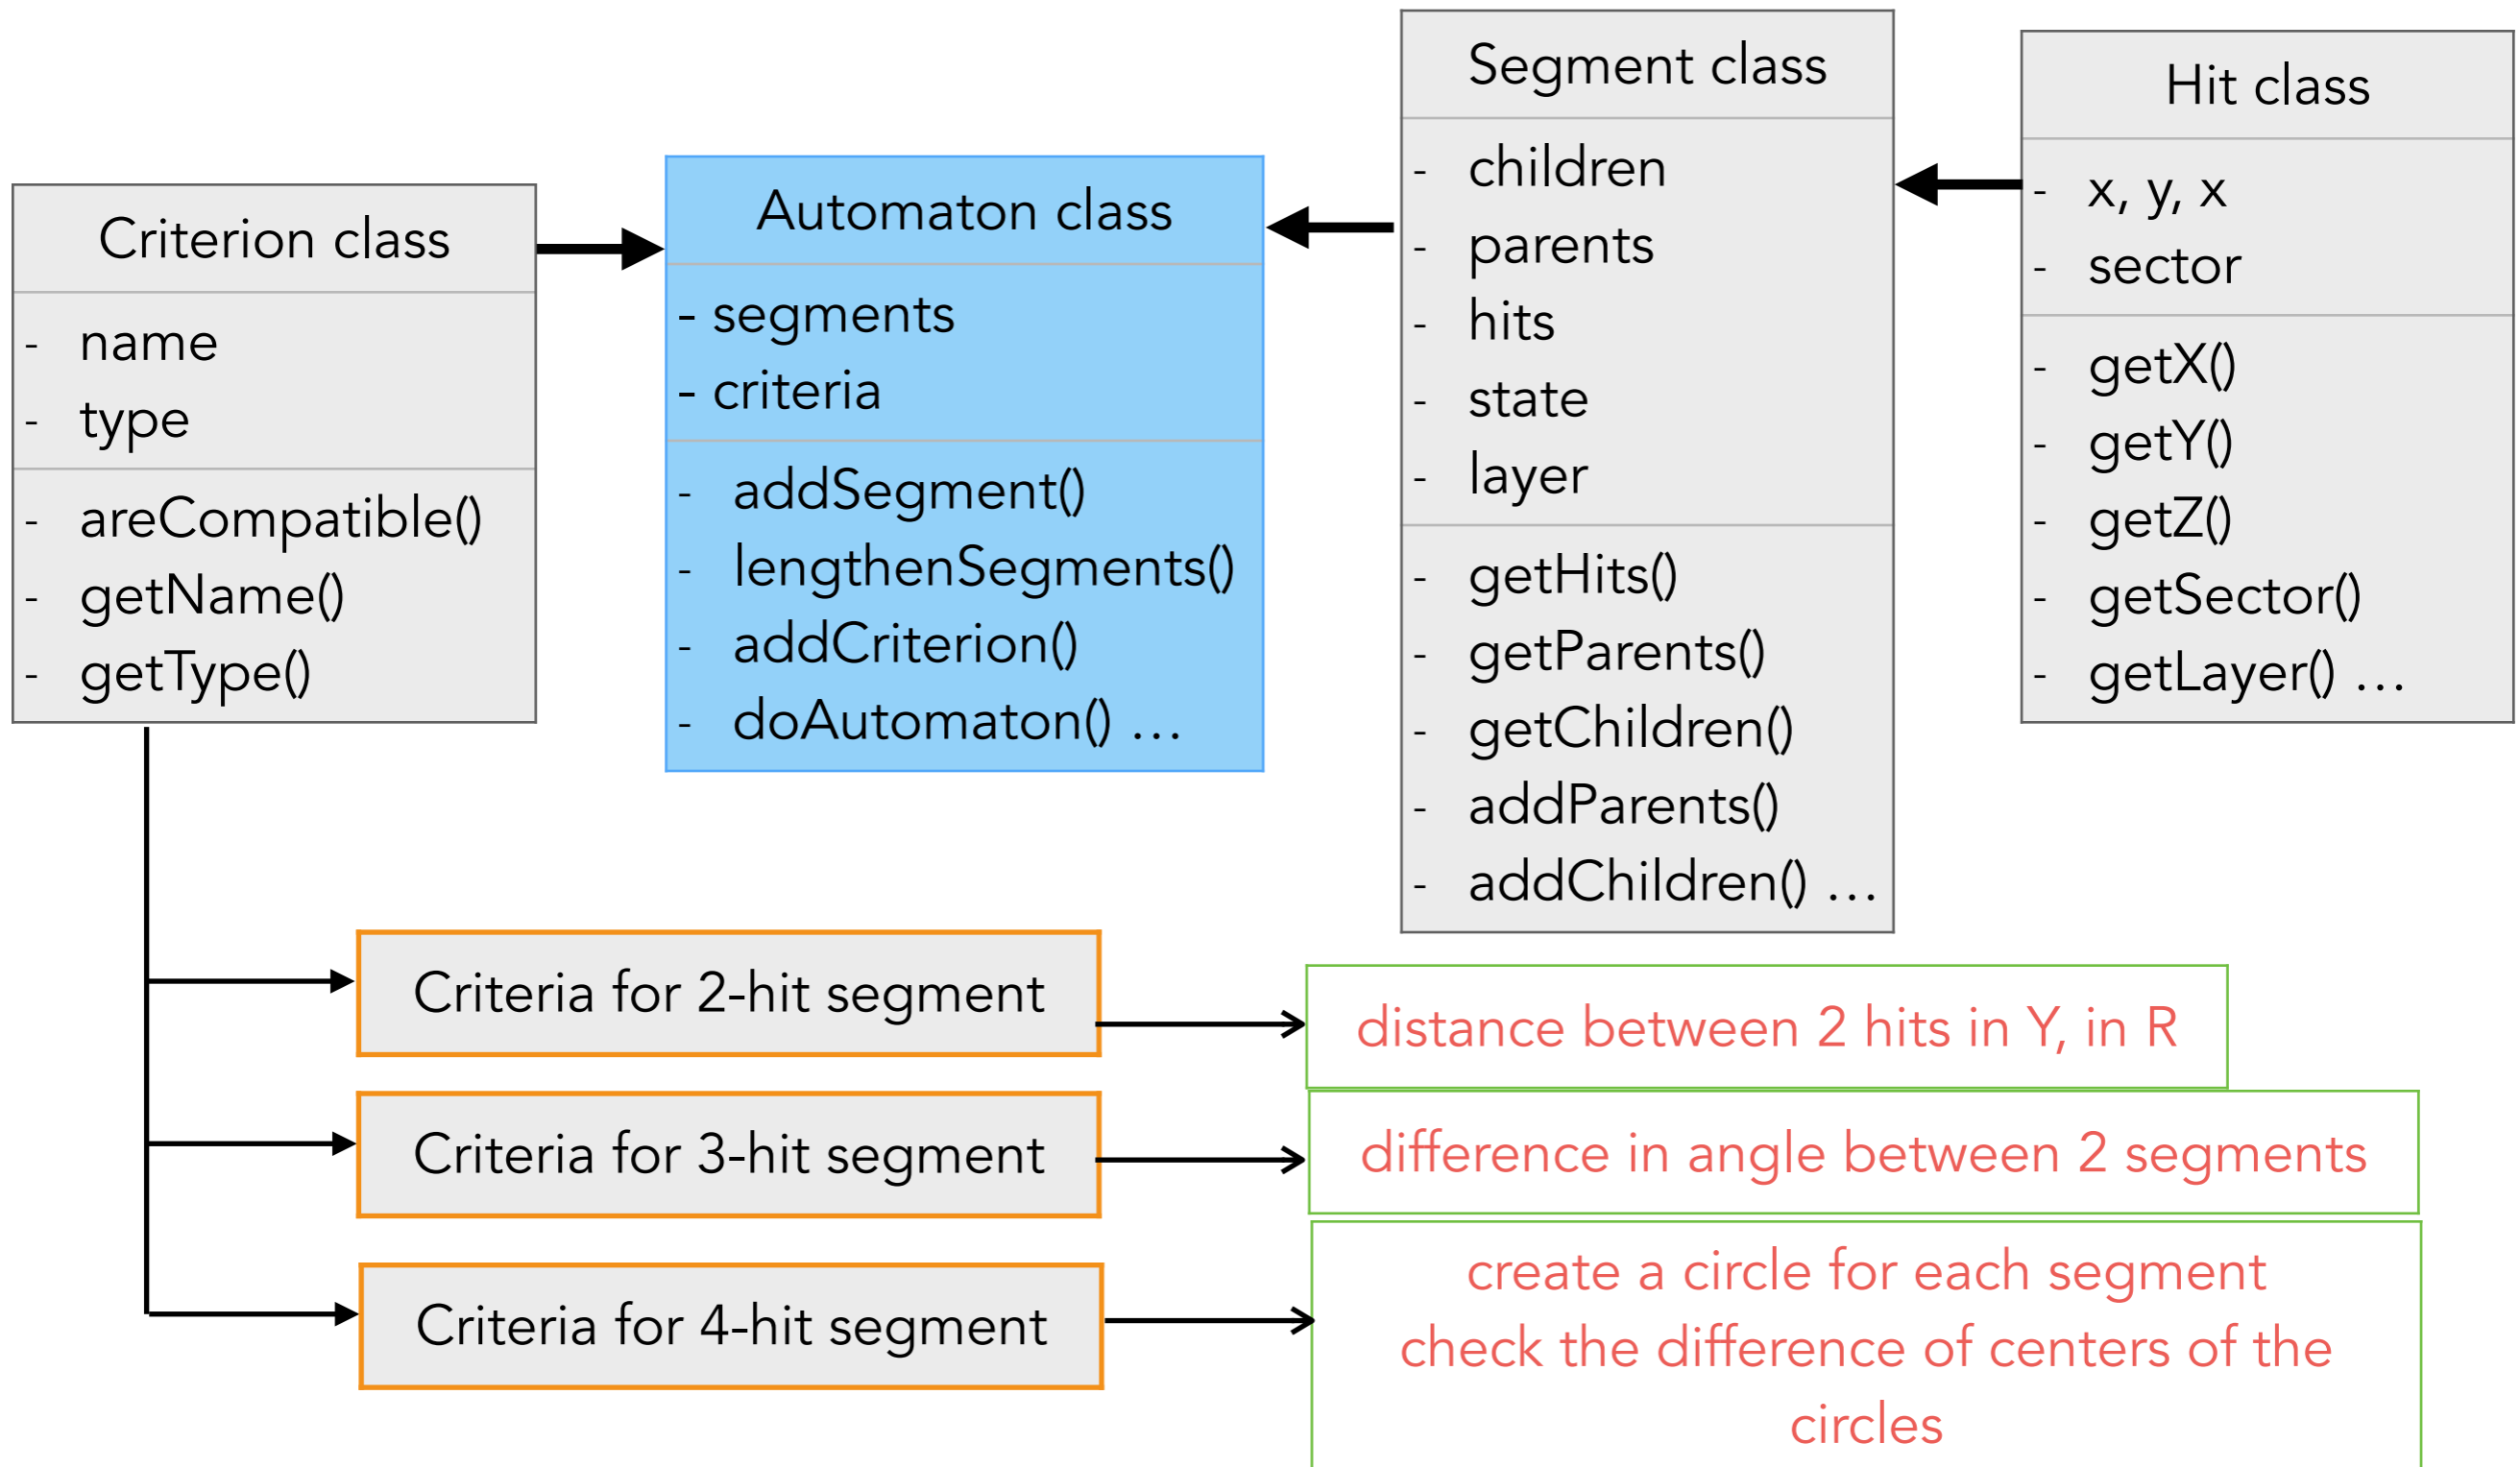 Criterion class
- name
- type
- areCompatible()
- getName()
- getType()
Automaton class
- segments
- criteria
- addSegment()
- lengthenSegments()
- addCriterion()
- doAutomaton() ...
Segment class
- children
- parents
- hits
- state
- layer
- getHits()
- getParents()
- getChildren()
- addParents()
- addChildren() ...
Hit class
- x, y, x
- sector
- getX()
- getY()
- getZ()
- getSector()
- getLayer() ...
Criteria for 2-hit segment
distance between 2 hits in Y, in R
Criteria for 3-hit segment
difference in angle between 2 segments
Criteria for 4-hit segment
create a circle for each segment
check the difference of centers of the
circles